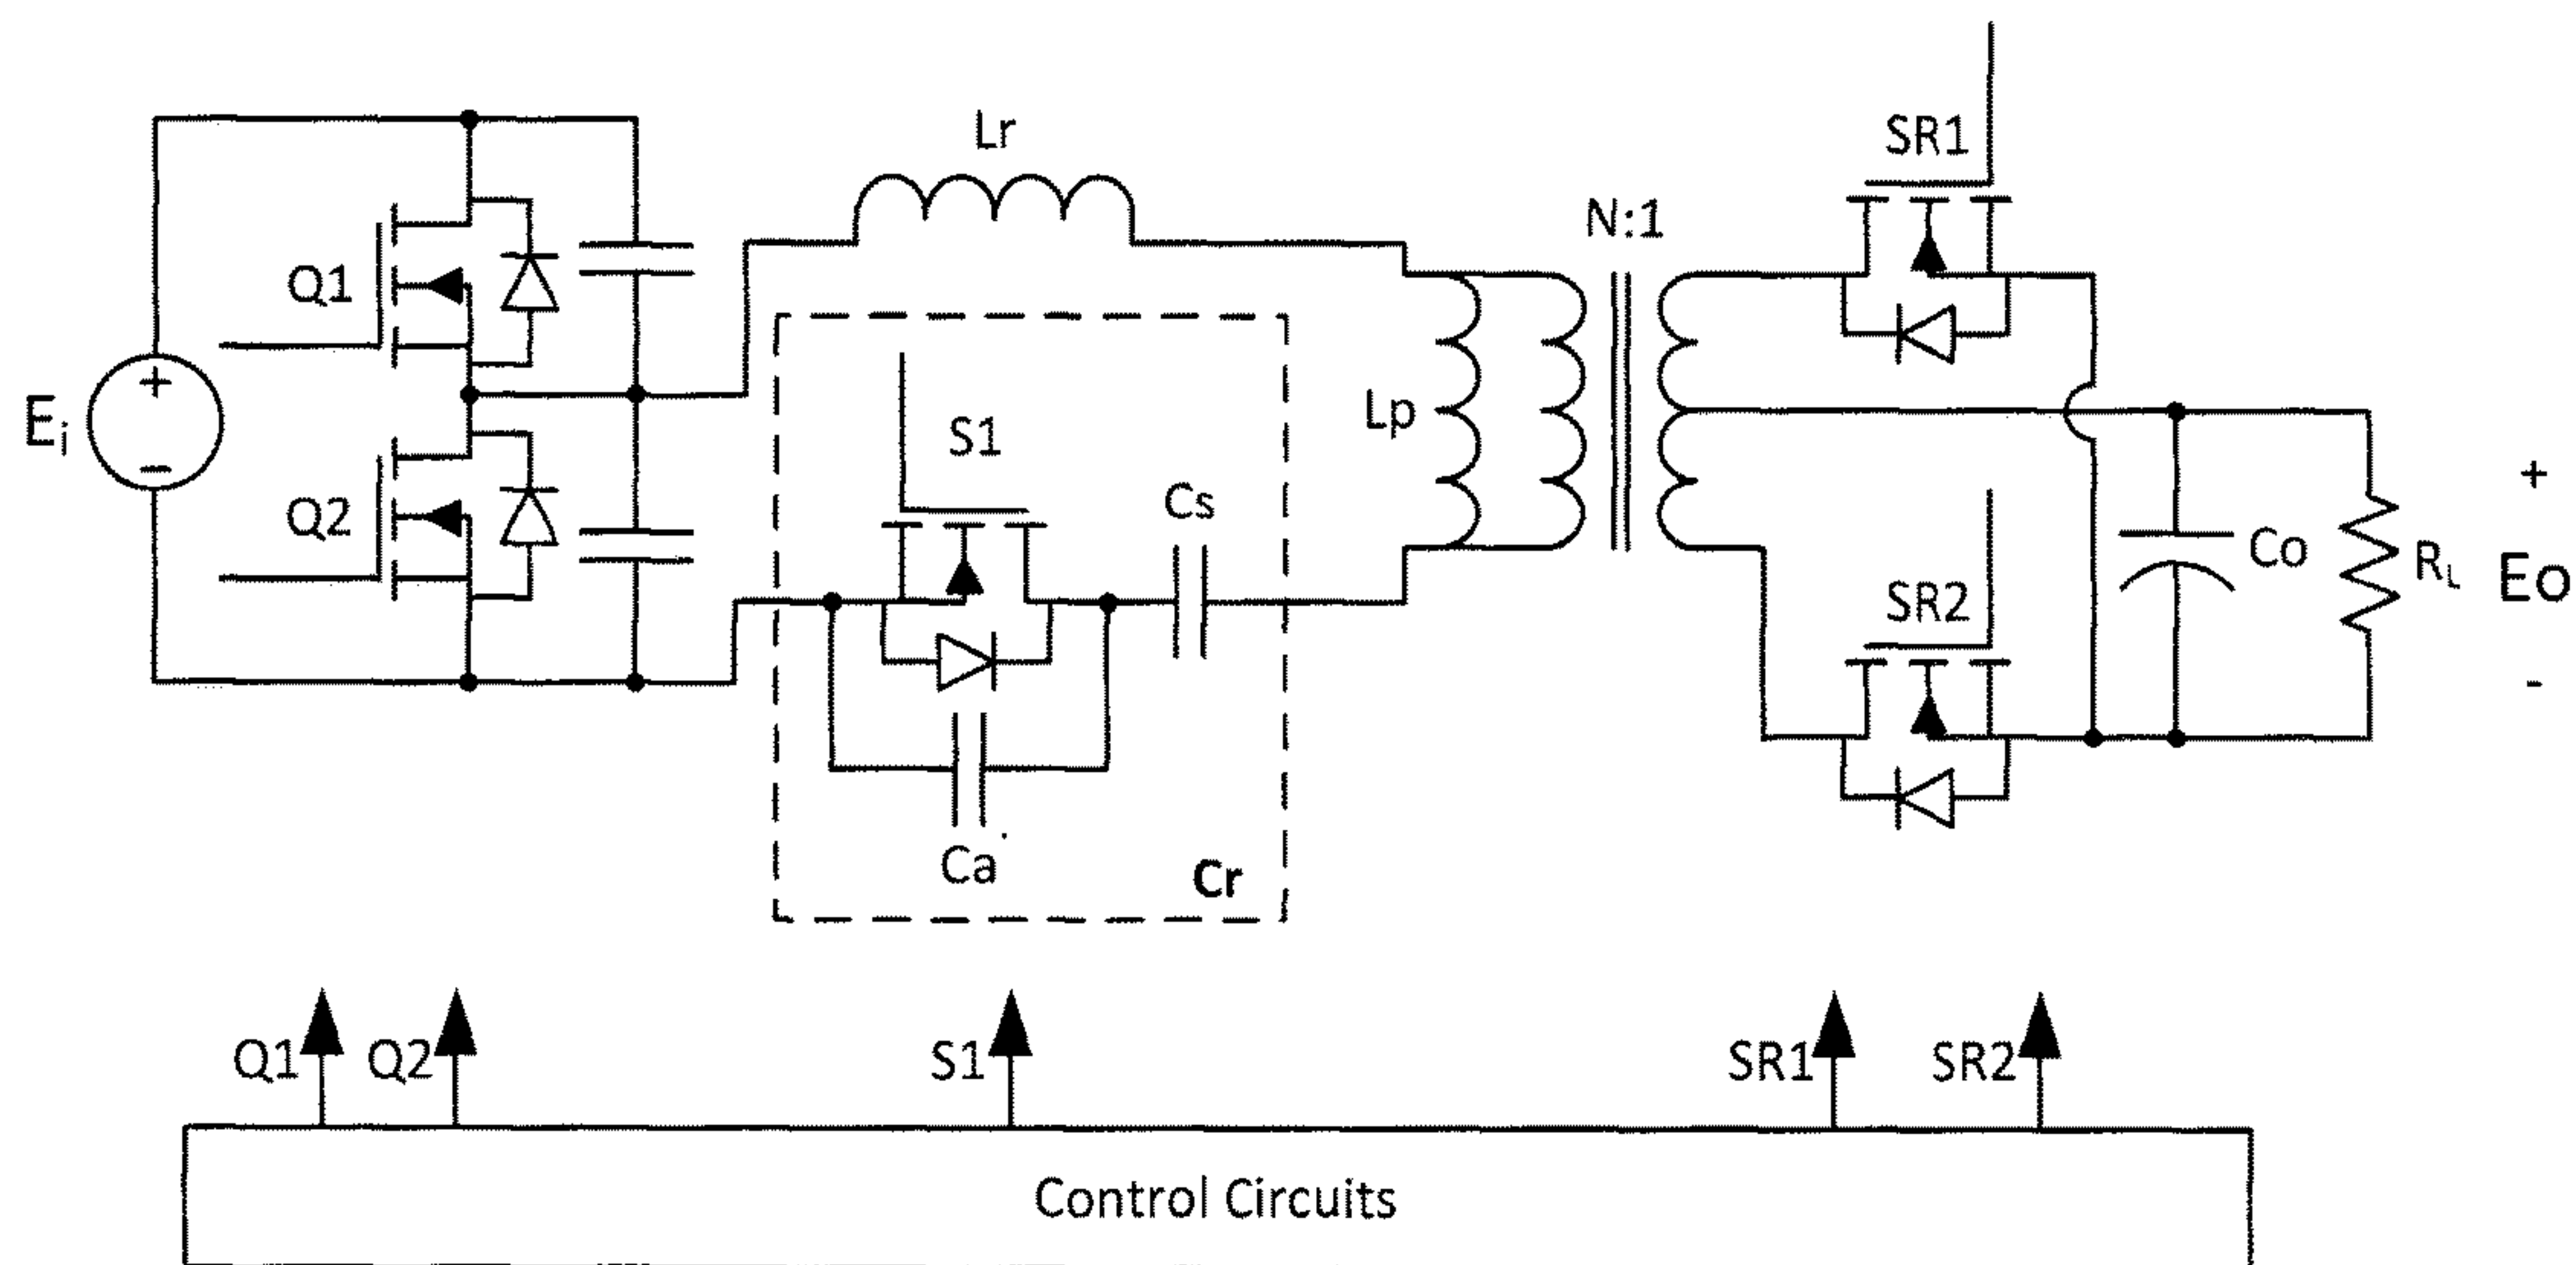 SR1
Lr
N:1
Q1
+
Ei
−
S1
Lp
Cs
Q2
+
Co
RL
Eo
SR2
-
Ca
Cr
Q1
Q2
S1
SR1
SR2
Control Circuits